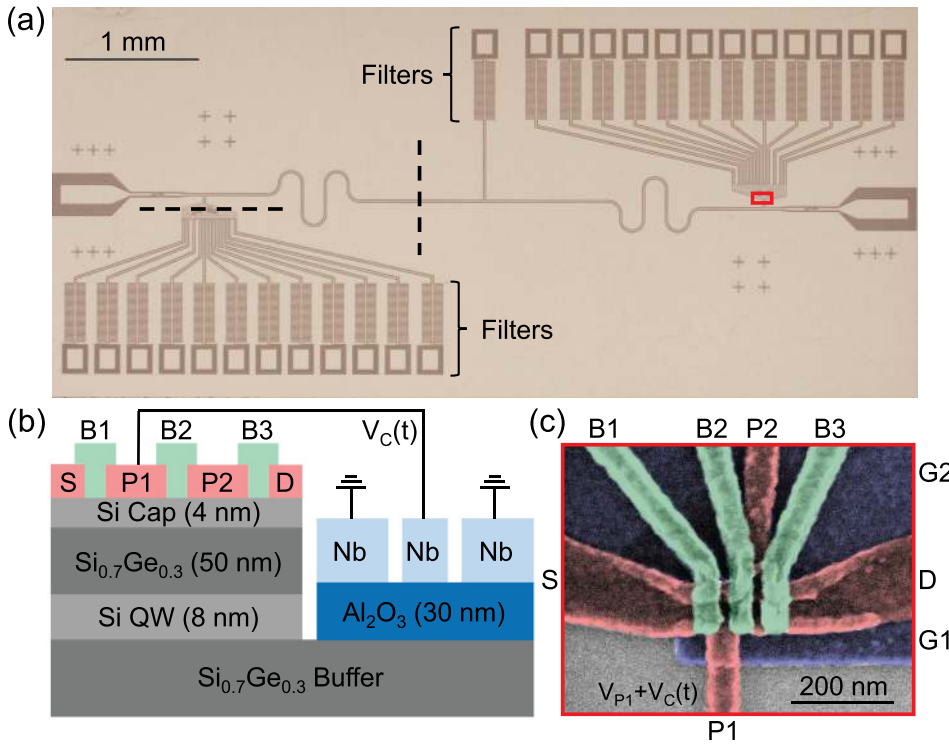 (a)
1 mm
Filters
Filters
(b)
B1 B2 B3 V_C(t)
S P1 P2 D
Si Cap (4 nm)
Si₀.₇Ge₀.₃ (50 nm)
Si QW (8 nm)
Si₀.₇Ge₀.₃ Buffer
Nb Nb Nb
Al₂O₃ (30 nm)
(c)
B1 B2 P2 B3
G2
S
D
G1
V_P1+V_C(t)
200 nm
P1